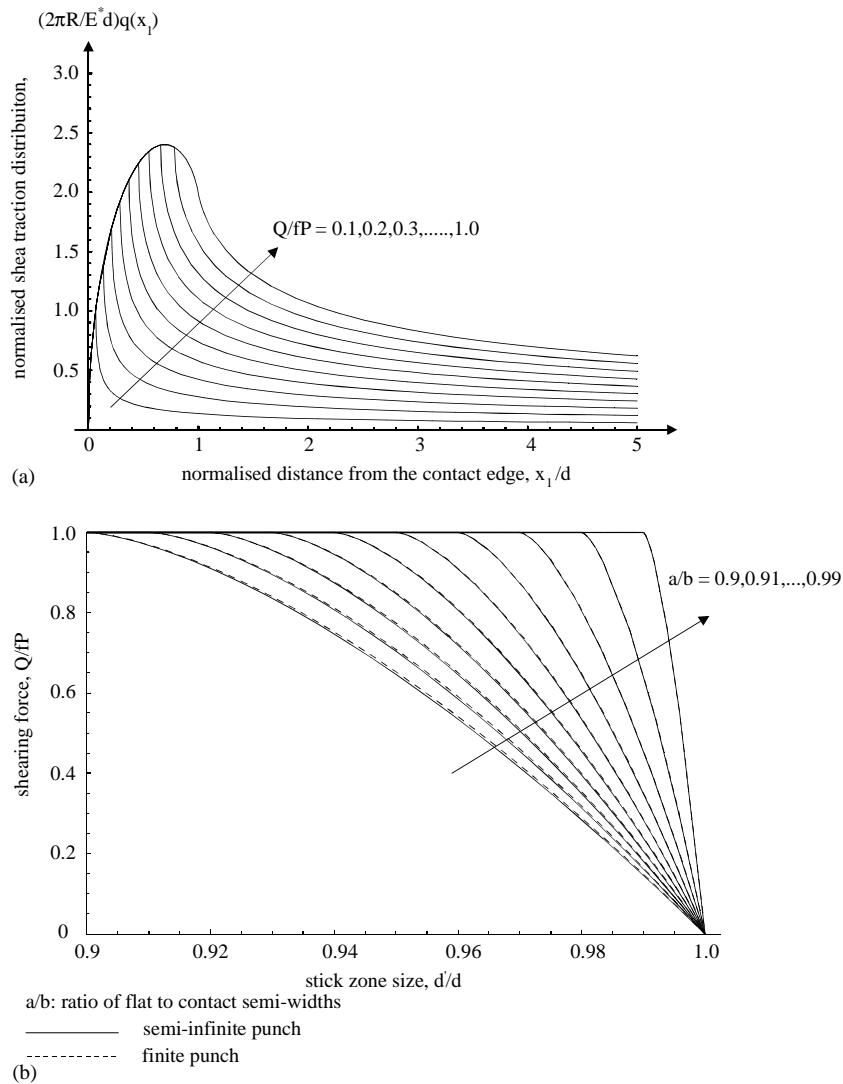 (2πR/E*d)q(x₁)
normalised shea traction distribuiton,
3.0
2.5
2.0
1.5
1.0
0.5
Q/fP = 0.1,0.2,0.3,.....,1.0
0 1 2 3 4 5
normalised distance from the contact edge, x₁/d
(a)
1.0
0.8
0.6
0.4
0.2
0
shearing force, Q/fP
a/b = 0.9,0.91,...,0.99
0.9 0.92 0.94 0.96 0.98 1.0
stick zone size, d'/d
a/b: ratio of flat to contact semi-widths
semi-infinite punch
finite punch
(b)